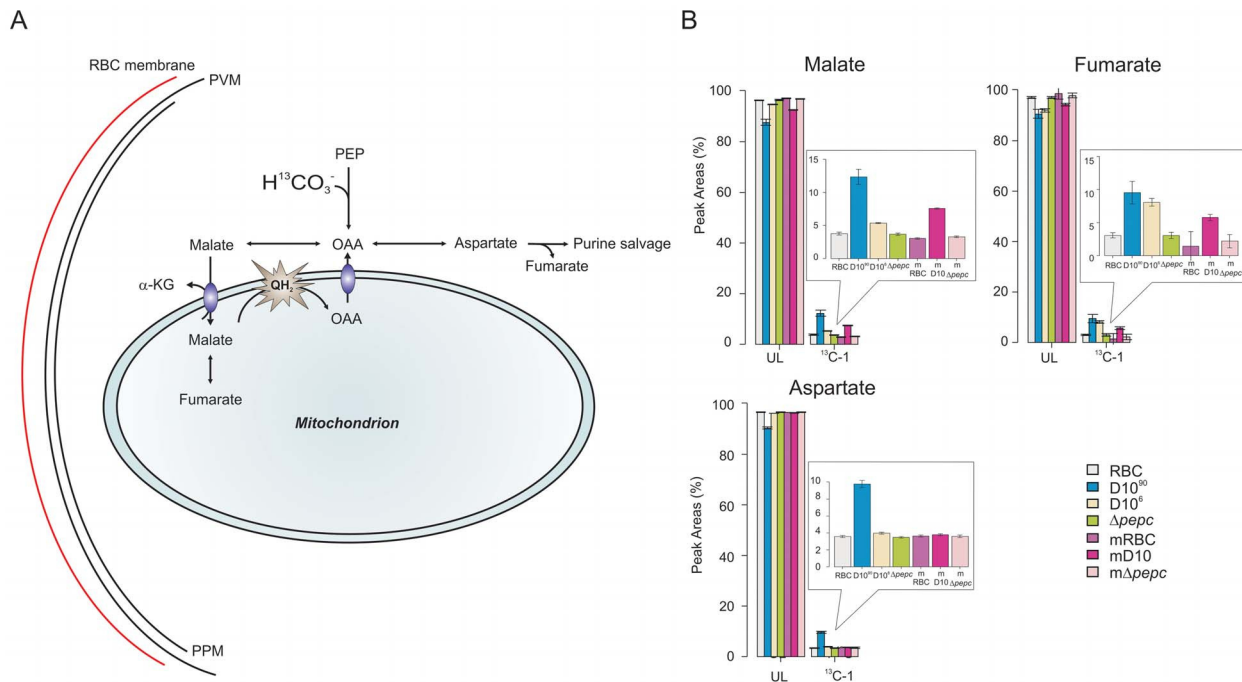 A
RBC membrane
PVM
PEP
H¹³CO₃⁻
Malate
OAA
Aspartate
Purine salvage
Fumarate
α-KG
QH₂
OAA
Malate
Fumarate
Mitochondrion
PPM
B
Malate
Peak Areas (%)
100
80
60
40
20
0
UL
¹³C-1
15
10
5
0
RBC
D10⁹⁰
D10⁶
Δpepc
m RBC
m D10
m Δpepc
Fumarate
100
80
60
40
20
0
UL
¹³C-1
15
10
5
0
RBC
D10⁹⁰
D10⁶
Δpepc
m RBC
m D10
m Δpepc
Aspartate
Peak Areas (%)
100
80
60
40
20
0
UL
¹³C-1
10
8
6
4
2
0
RBC
D10⁹⁰
D10⁶
Δpepc
m RBC
m D10
m Δpepc
RBC
D10⁹⁰
D10⁶
Δpepc
mRBC
mD10
mΔpepc